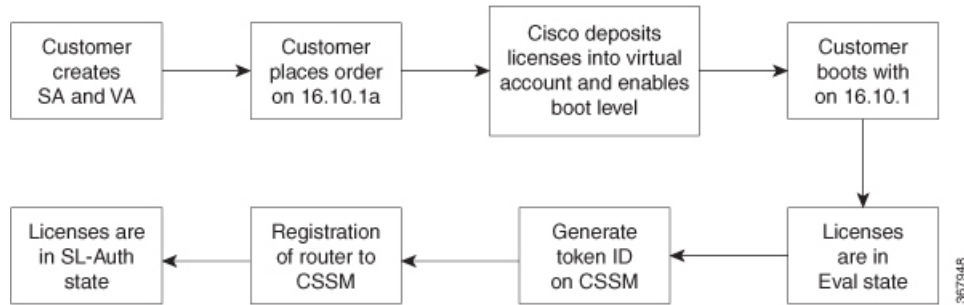 Customer
creates
SA and VA
Customer
places order
on 16.10.1a
Cisco deposits
licenses into virtual
account and enables
boot level
Customer
boots with
on 16.10.1
Licenses
are in
Eval state
Generate
token ID
on CSSM
Registration
of router to
CSSM
Licenses are
in SL-Auth
state
367948